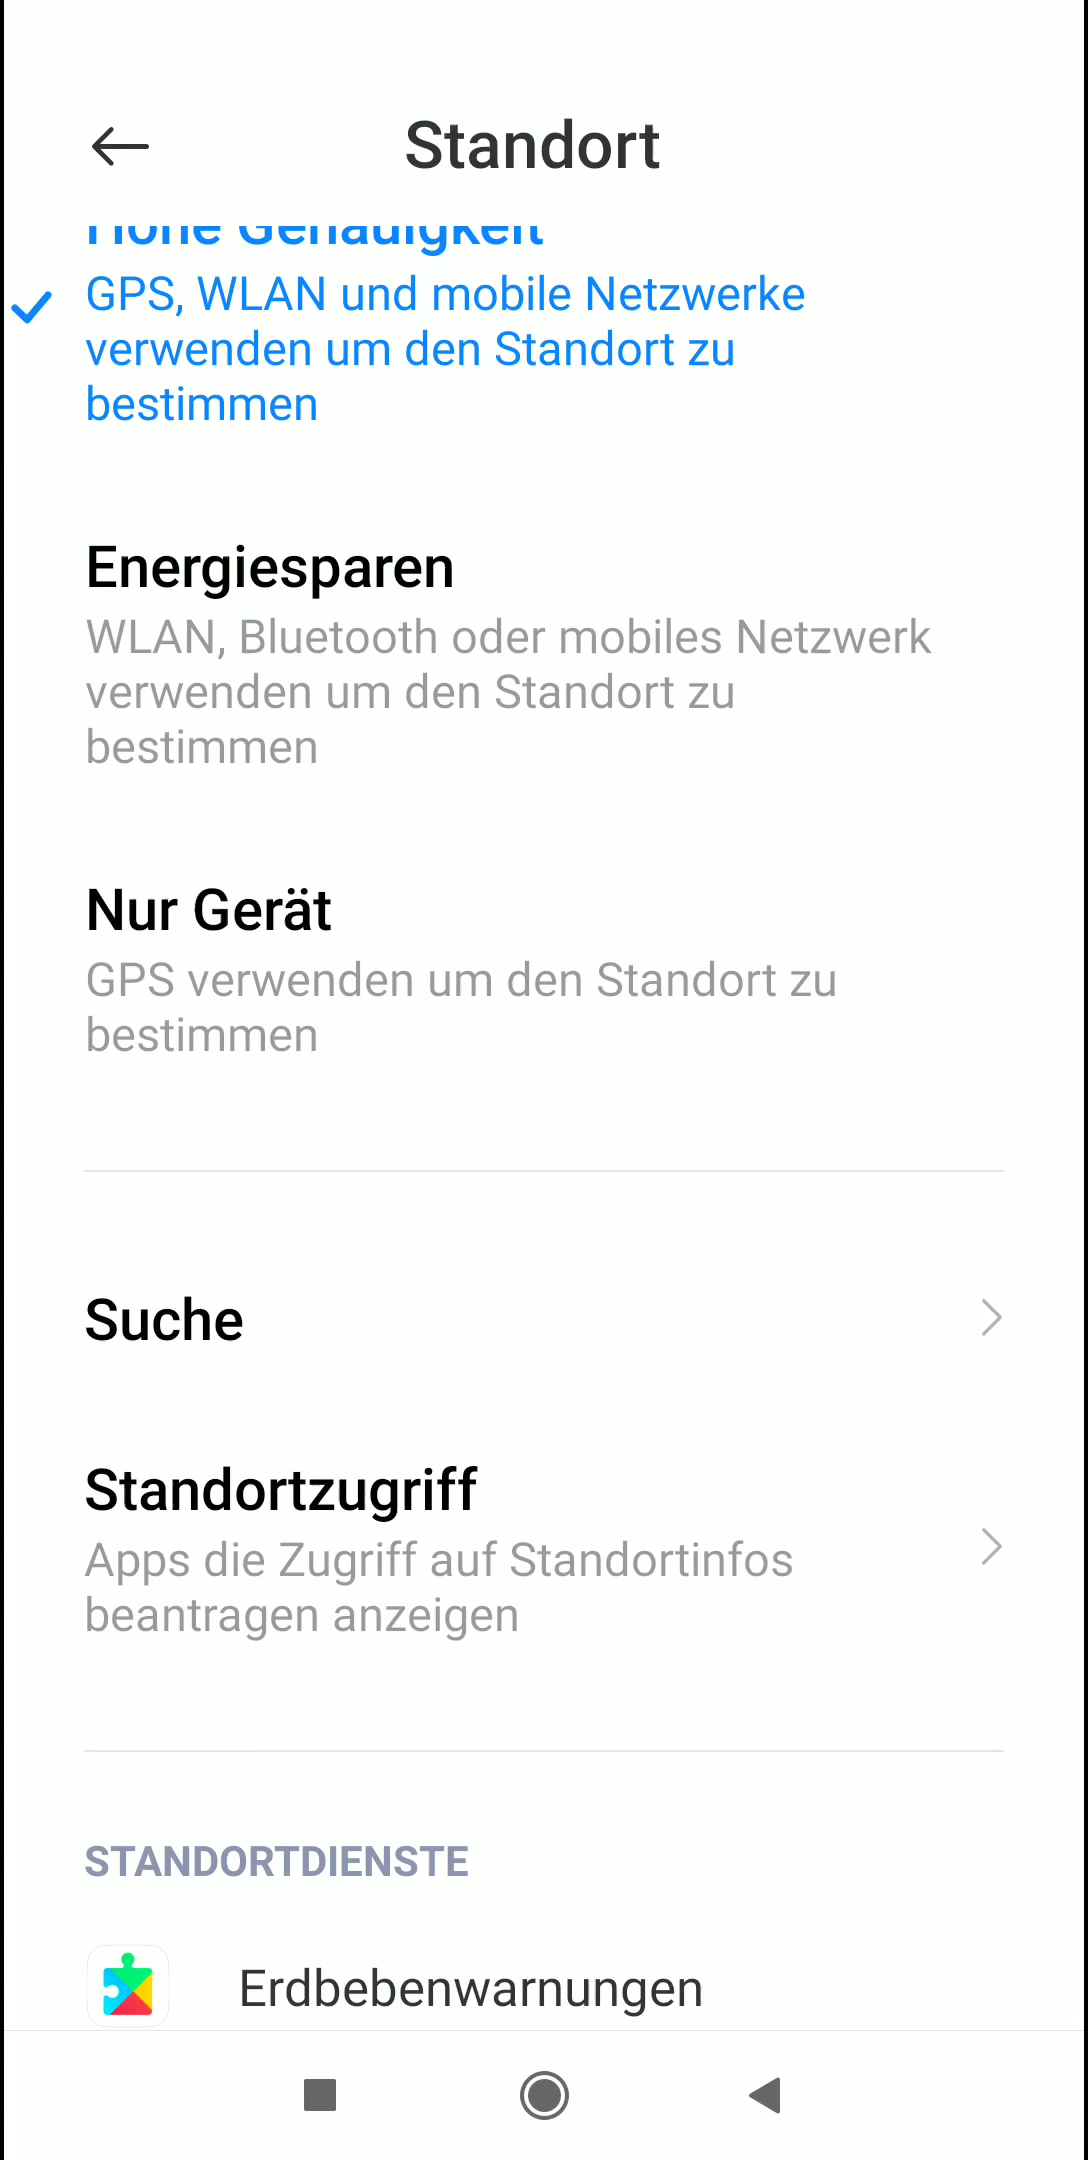 Standort
Hohe Genauigkeit
GPS, WLAN und mobile Netzwerke
verwenden um den Standort zu
bestimmen
Energiesparen
WLAN, Bluetooth oder mobiles Netzwerk
verwenden um den Standort zu
bestimmen
Nur Gerät
GPS verwenden um den Standort zu
bestimmen
Suche
Standortzugriff
Apps die Zugriff auf Standortinfos
beantragen anzeigen
STANDORTDIENSTE
Erdbebenwarnungen